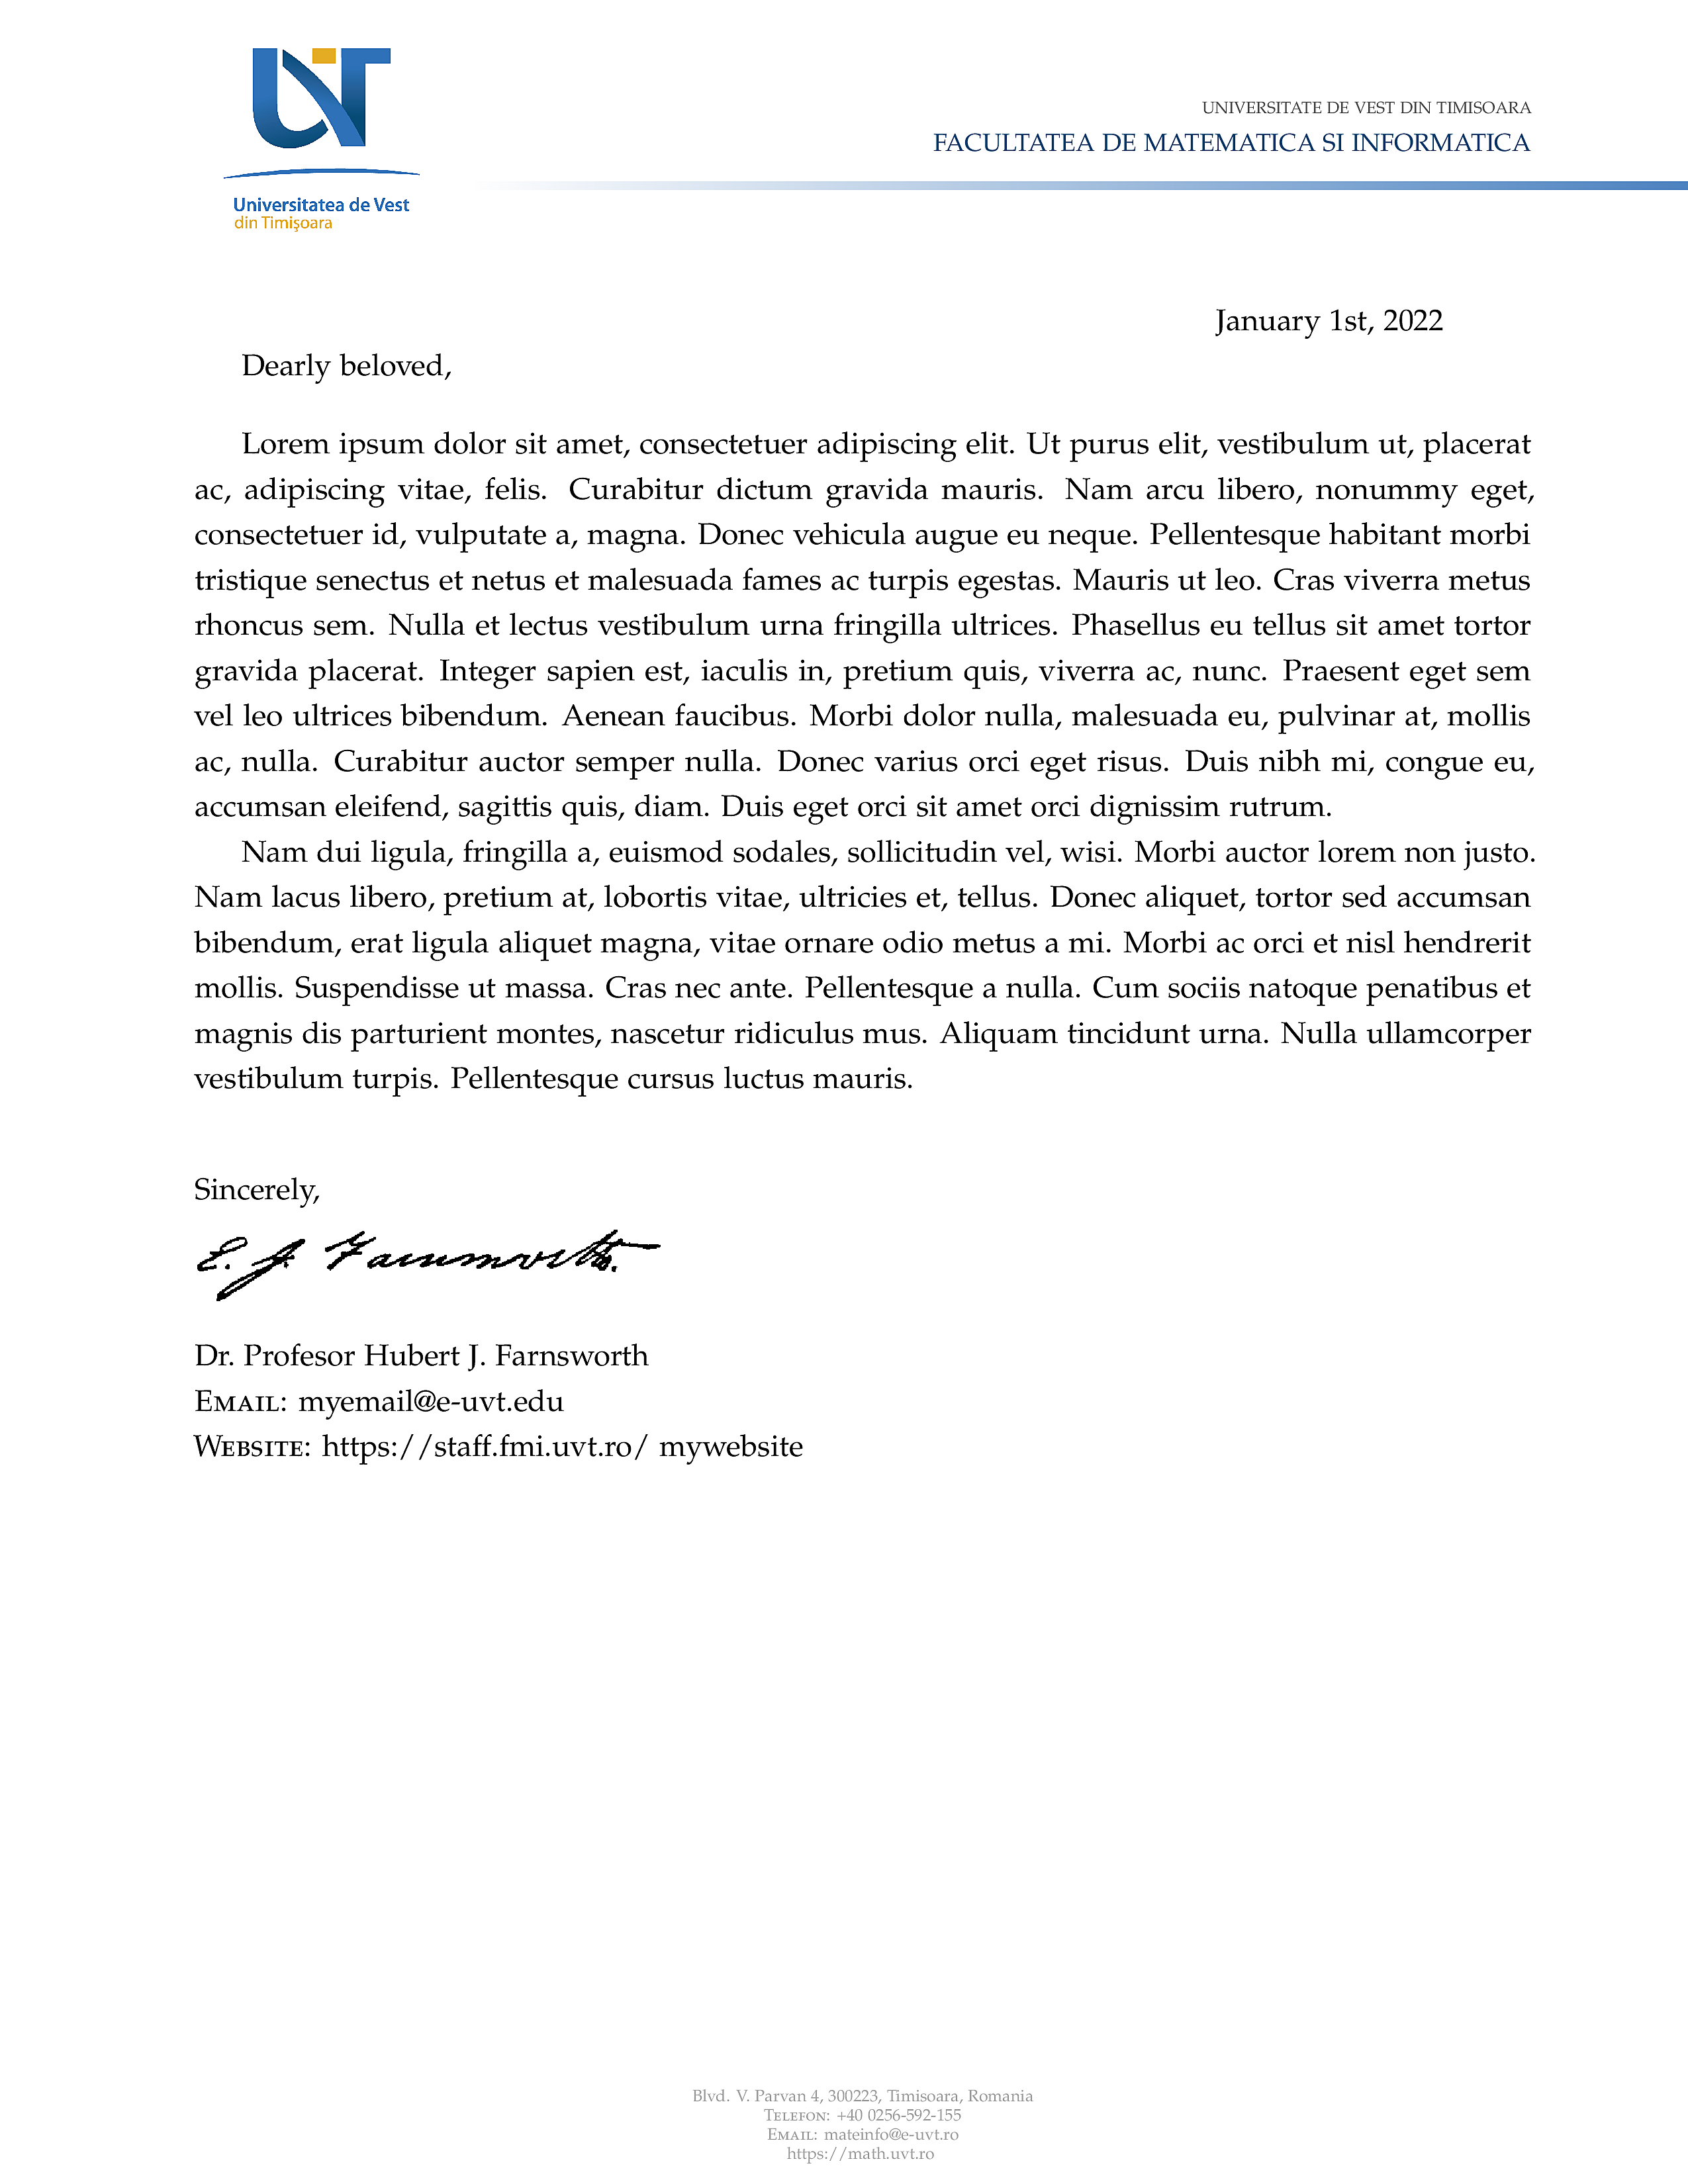 UNIVERSITATE DE VEST DIN TIMISOARA
FACULTATEA DE MATEMATICA SI INFORMATICA
Universitatea de Vest
din Timişoara
January 1st, 2022
Dearly beloved,
Lorem ipsum dolor sit amet, consectetuer adipiscing elit. Ut purus elit, vestibulum ut, placerat
ac, adipiscing vitae, felis. Curabitur dictum gravida mauris. Nam arcu libero, nonummy eget,
consectetuer id, vulputate a, magna. Donec vehicula augue eu neque. Pellentesque habitant morbi
tristique senectus et netus et malesuada fames ac turpis egestas. Mauris ut leo. Cras viverra metus
rhoncus sem. Nulla et lectus vestibulum urna fringilla ultrices. Phasellus eu tellus sit amet tortor
gravida placerat. Integer sapien est, iaculis in, pretium quis, viverra ac, nunc. Praesent eget sem
vel leo ultrices bibendum. Aenean faucibus. Morbi dolor nulla, malesuada eu, pulvinar at, mollis
ac, nulla. Curabitur auctor semper nulla. Donec varius orci eget risus. Duis nibh mi, congue eu,
accumsan eleifend, sagittis quis, diam. Duis eget orci sit amet orci dignissim rutrum.
Nam dui ligula, fringilla a, euismod sodales, sollicitudin vel, wisi. Morbi auctor lorem non justo.
Nam lacus libero, pretium at, lobortis vitae, ultricies et, tellus. Donec aliquet, tortor sed accumsan
bibendum, erat ligula aliquet magna, vitae ornare odio metus a mi. Morbi ac orci et nisl hendrerit
mollis. Suspendisse ut massa. Cras nec ante. Pellentesque a nulla. Cum sociis natoque penatibus et
magnis dis parturient montes, nascetur ridiculus mus. Aliquam tincidunt urna. Nulla ullamcorper
vestibulum turpis. Pellentesque cursus luctus mauris.
Sincerely,
E. J.
Dr. Profesor Hubert J. Farnsworth
EMAIL: myemail@e-uvt.edu
WEBSITE: https://staff.fmi.uvt.ro/ mywebsite
Blvd. V. Parvan 4, 300223, Timisoara, Romania
TELEFON: +40 0256-592-155
EMAIL: mateinfo@e-uvt.ro
https://math.uvt.ro